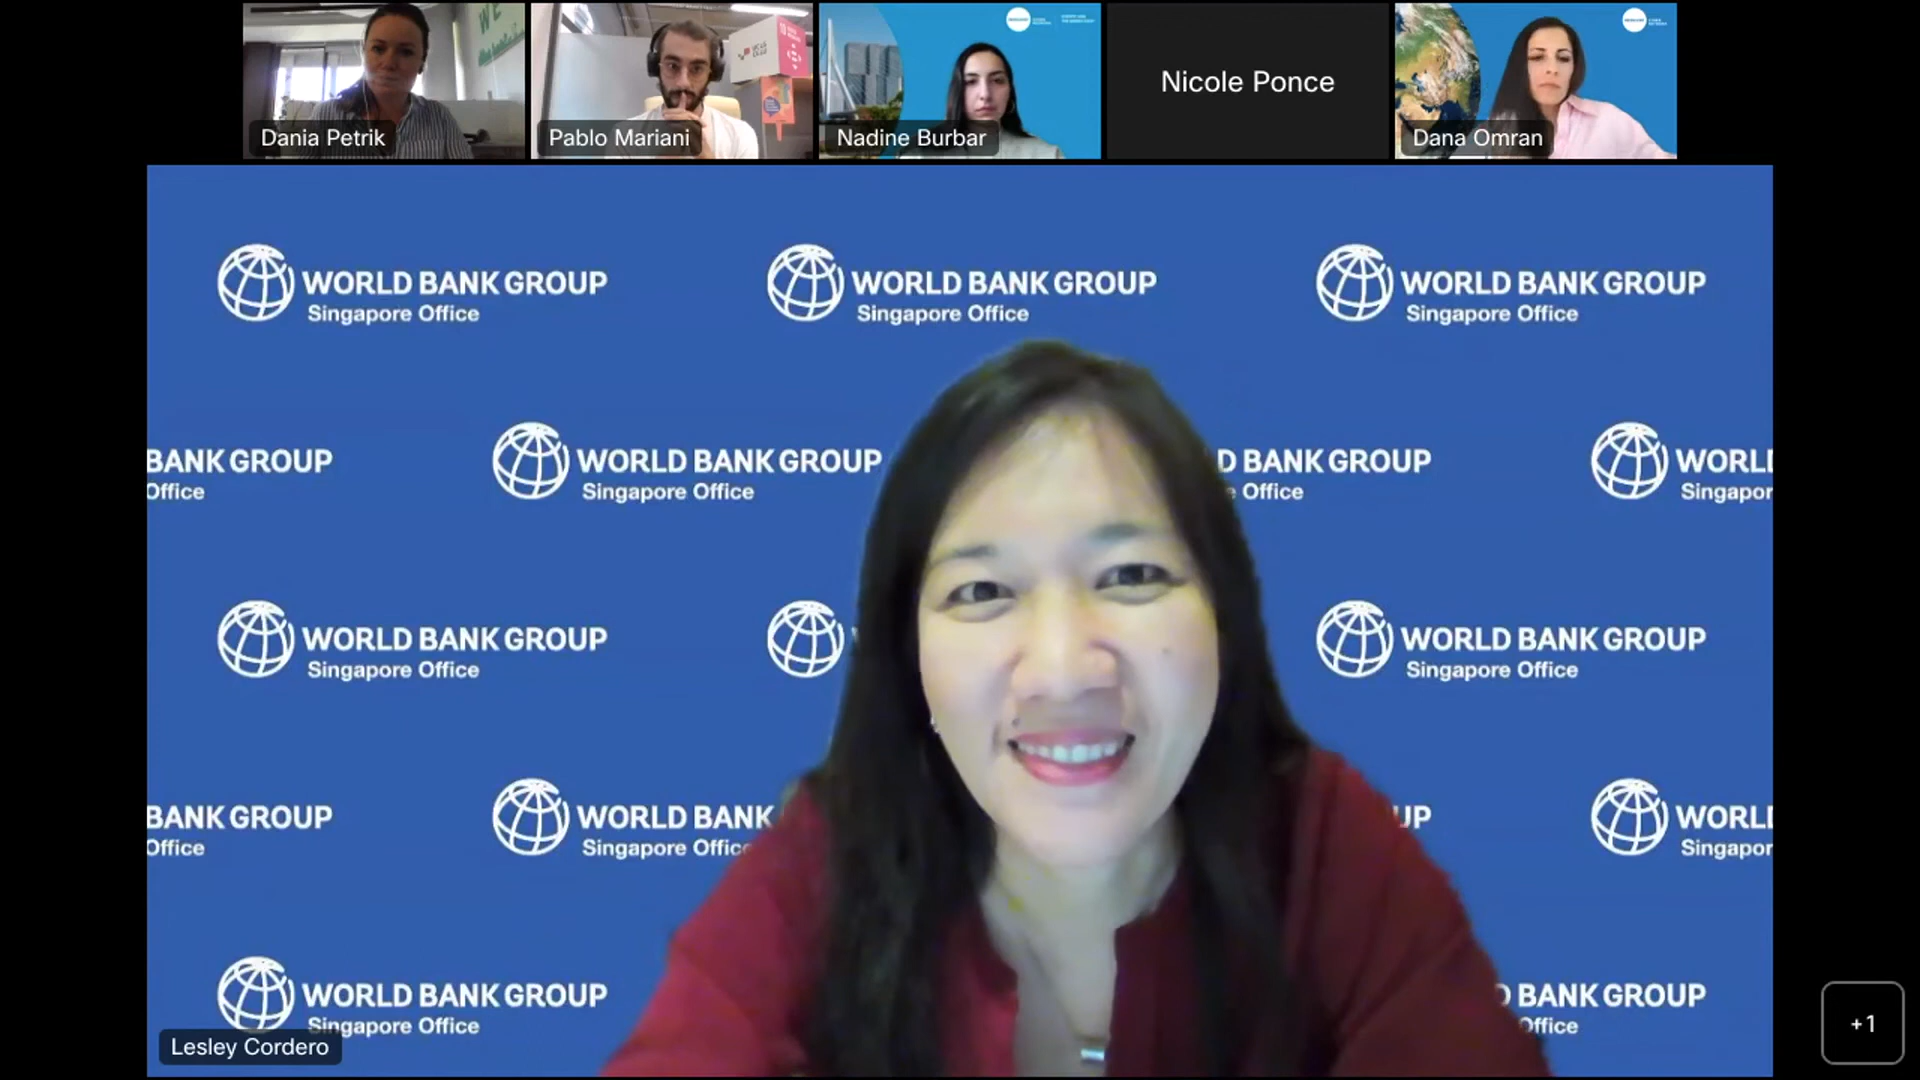 WE
Dania Petrik
Pablo Mariani
Nadine Burbar
Nicole Ponce
Dana Omran
WORLD BANK GROUP
Singapore Office
WORLD BANK GROUP
Singapore Office
WORLD BANK GROUP
Singapore Office
BANK GROUP
Office
WORLD BANK GROUP
Singapore Office
D BANK GROUP
e Office
WORL
Singapor
WORLD BANK GROUP
Singapore Office
WORLD BANK GROUP
Singapore Office
BANK GROUP
Office
WORLD BANK
Singapore Offic
UP
WORL
Singapor
WORLD BANK GROUP
Singapore Office
D BANK GROUP
Office
Lesley Cordero
+1